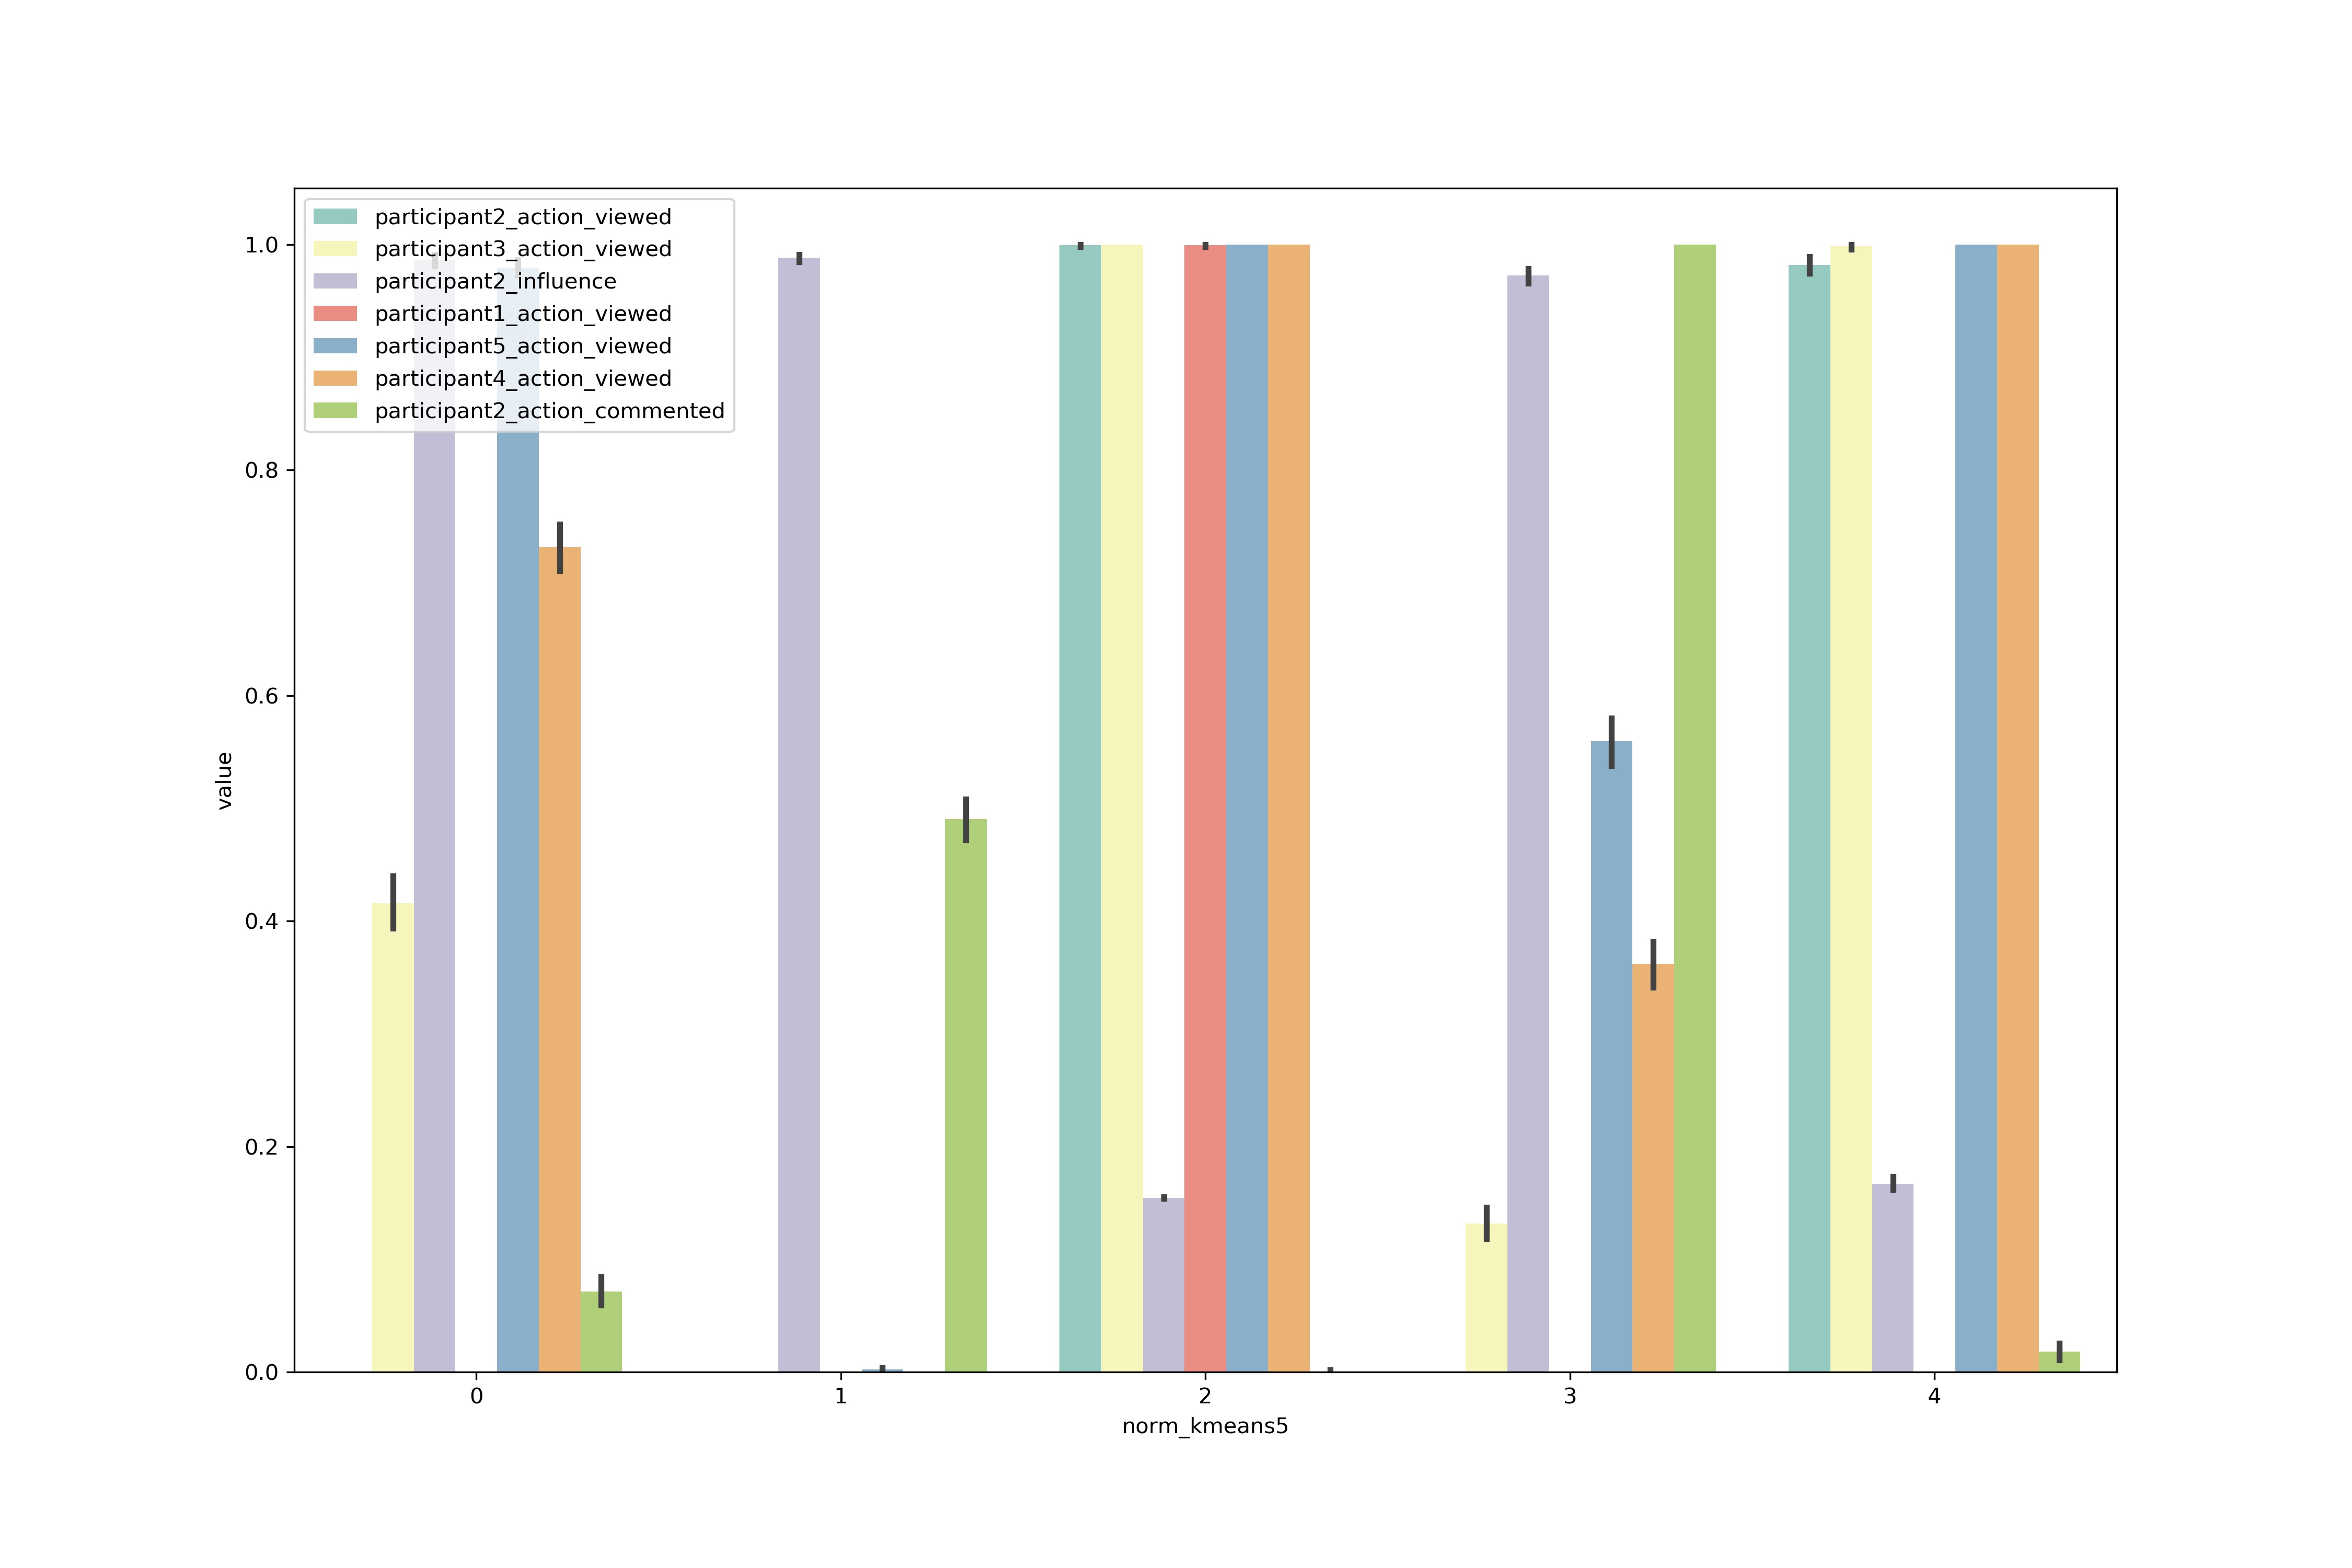 participant2_action_viewed
participant3_action_viewed
participant2_influence
participant1_action_viewed
participant5_action_viewed
participant4_action_viewed
participant2_action_commented
1.0
0.8
0.6
0.4
0.2
0.0
value
0 1 2 3 4
norm_kmeans5